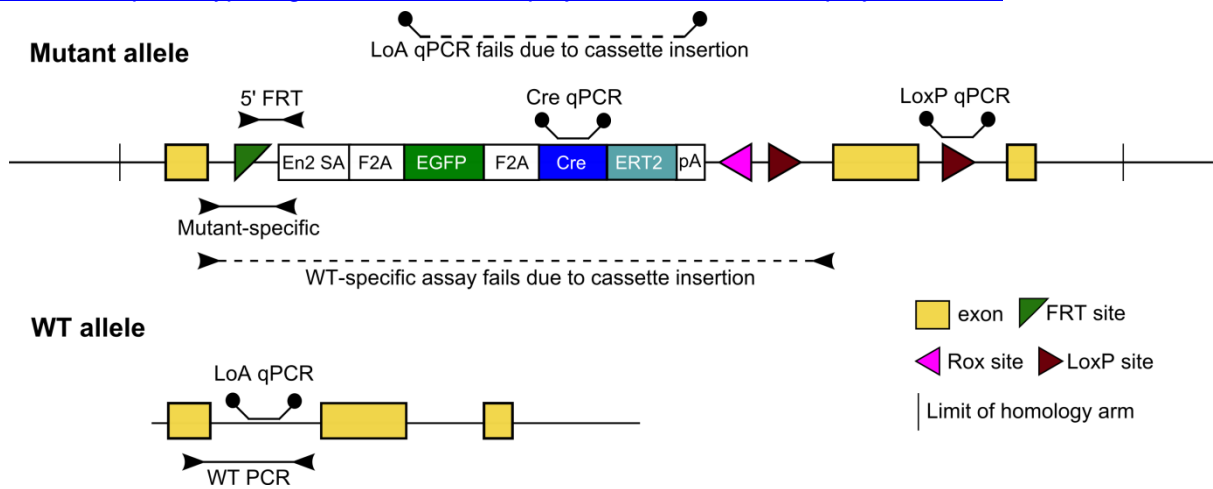 LoA qPCR fails due to cassette insertion
Mutant allele
5' FRT
Cre qPCR
LoxP qPCR
En2 SA F2A EGFP F2A Cre ERT2 pA
Mutant-specific
WT-specific assay fails due to cassette insertion
WT allele
exon FRT site
LoA qPCR
Rox site LoxP site
Limit of homology arm
WT PCR